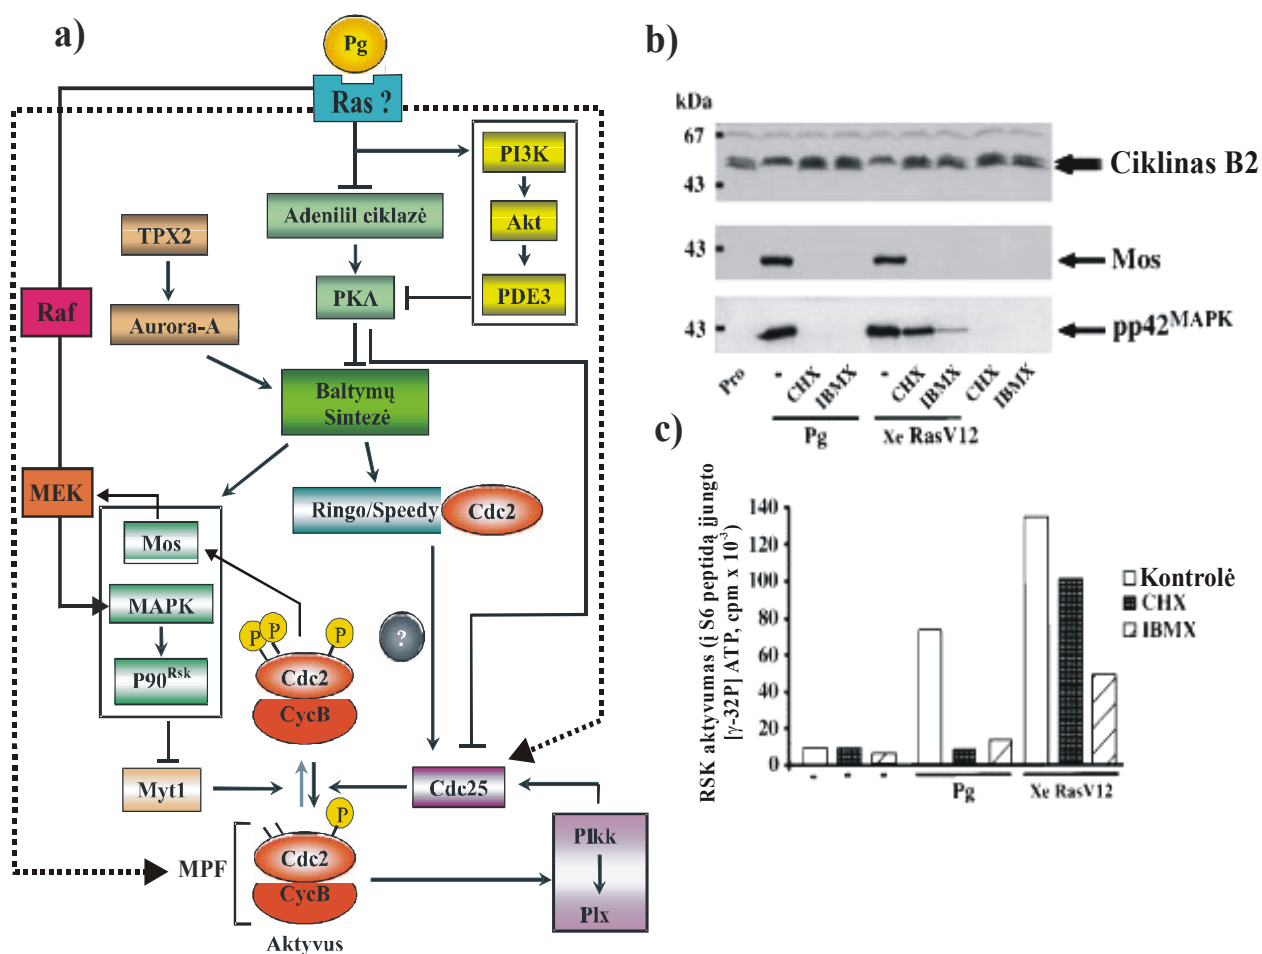 a)
Pg
Ras ?
PI3K
Akt
PDE3
Adenilil ciklazė
PKA
TPX2
Aurora-A
Raf
Baltymų
Sintezė
MEK
Ringo/Speedy
Cdc2
Mos
MAPK
P90Rsk
P
P
P
?
Cdc2
CycB
Myt1
Cdc25
P
MPF
Cdc2
CycB
Aktyvus
Plkk
Plx
b)
kDa
67
43
Ciklinas B2
43
Mos
43
pp42MAPK
Pro - CHX IBMX - CHX IBMX CHX IBMX
Pg Xe RasV12
c)
RSK aktyvumas (į S6 peptidą įjungto
[γ-32P] ATP, cpm x 10-3)
140
120
100
80
60
40
20
0
Kontrolė
CHX
IBMX
- - -
Pg Xe RasV12